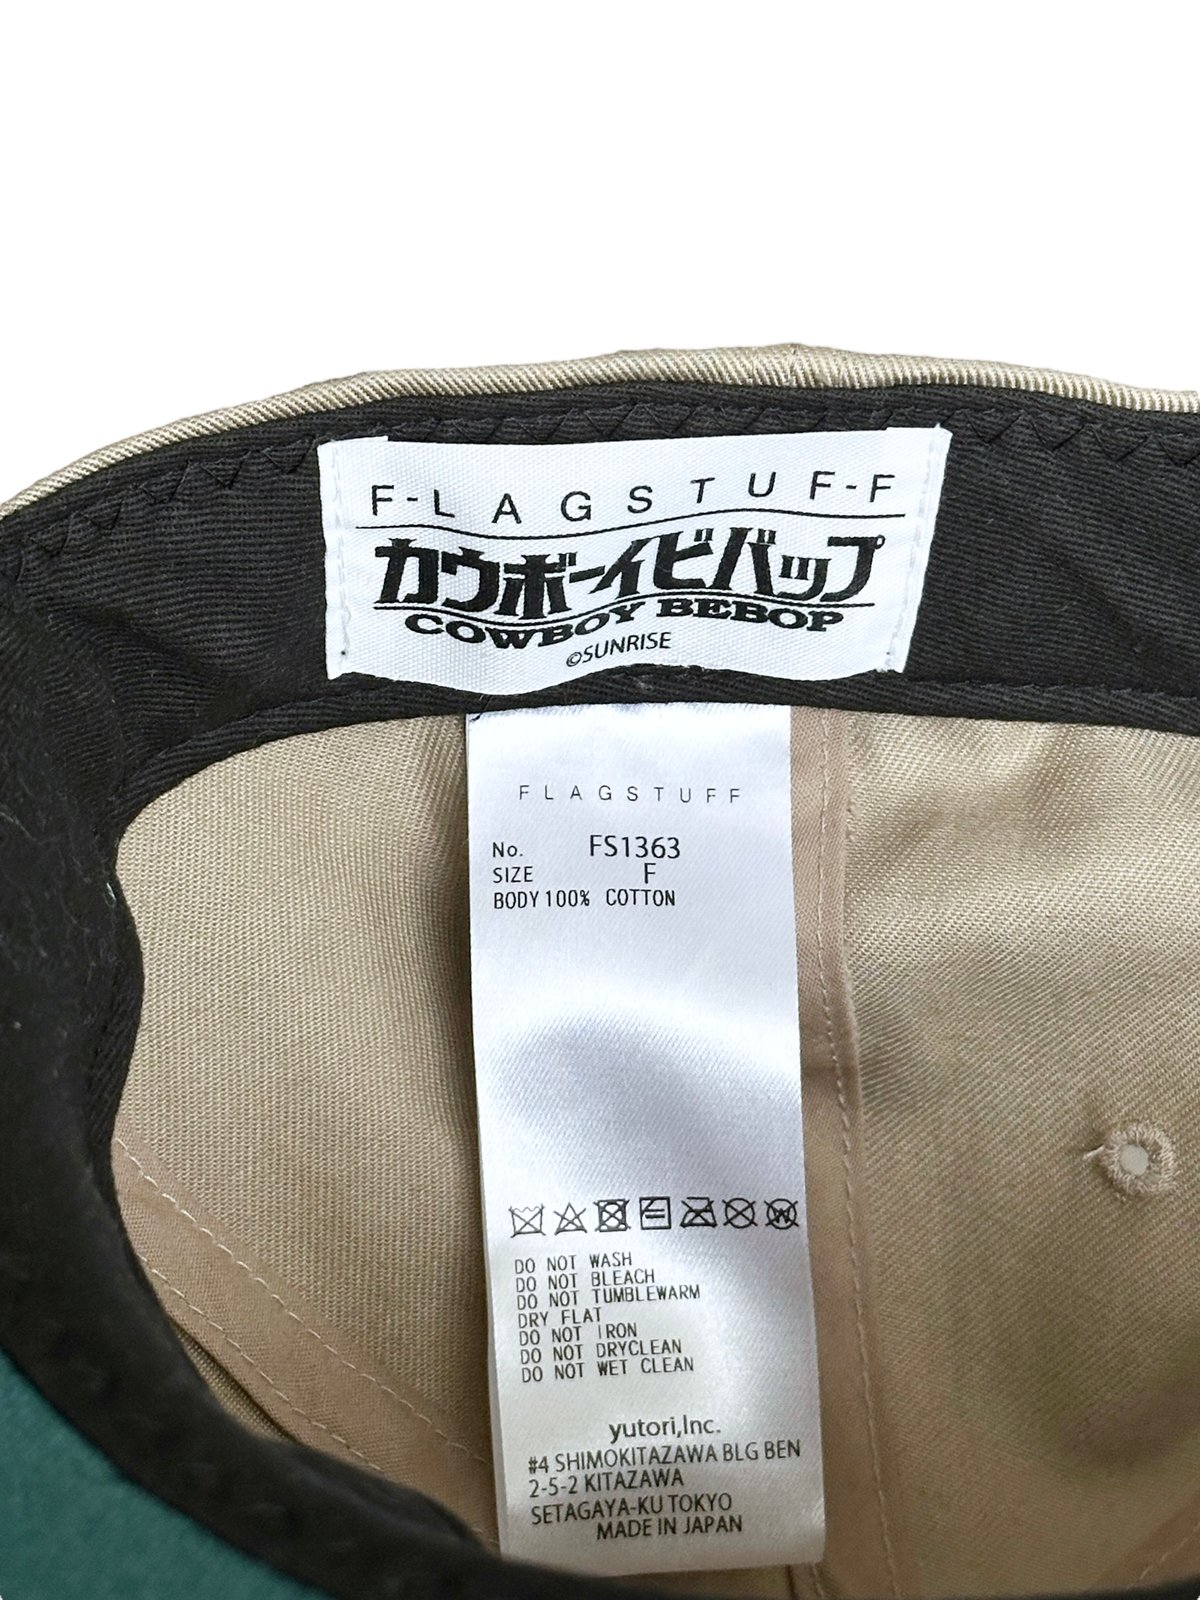 F-LAGSTUF-F
カウボーイビバップ
COWBOY BEBOP
©SUNRISE
FLAGSTUFF
No. FS1363
SIZE F
BODY 100% COTTON
W
DO NOT WASH
DO NOT BLEACH
DO NOT TUMBLEWARM
DRY FLAT
DO NOT IRON
DO NOT DRYCLEAN
DO NOT WET CLEAN
yutori,Inc.
#4 SHIMOKITAZAWA BLG BEN
2-5-2 KITAZAWA
SETAGAYA-KU TOKYO
MADE IN JAPAN